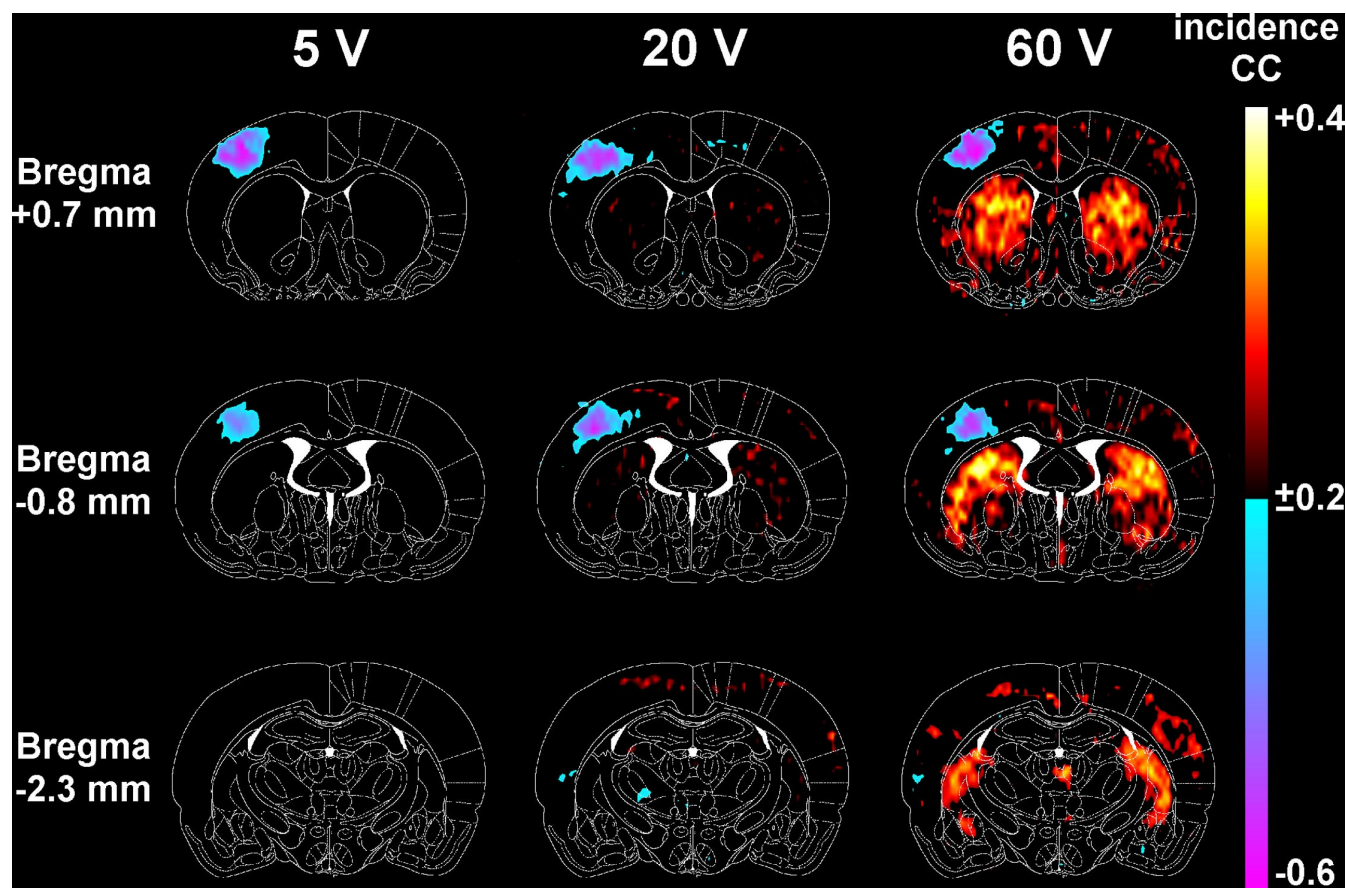 5 V
20 V
60 V
incidence
CC
+0.4
Bregma
+0.7 mm
±0.2
Bregma
-0.8 mm
Bregma
-2.3 mm
-0.6